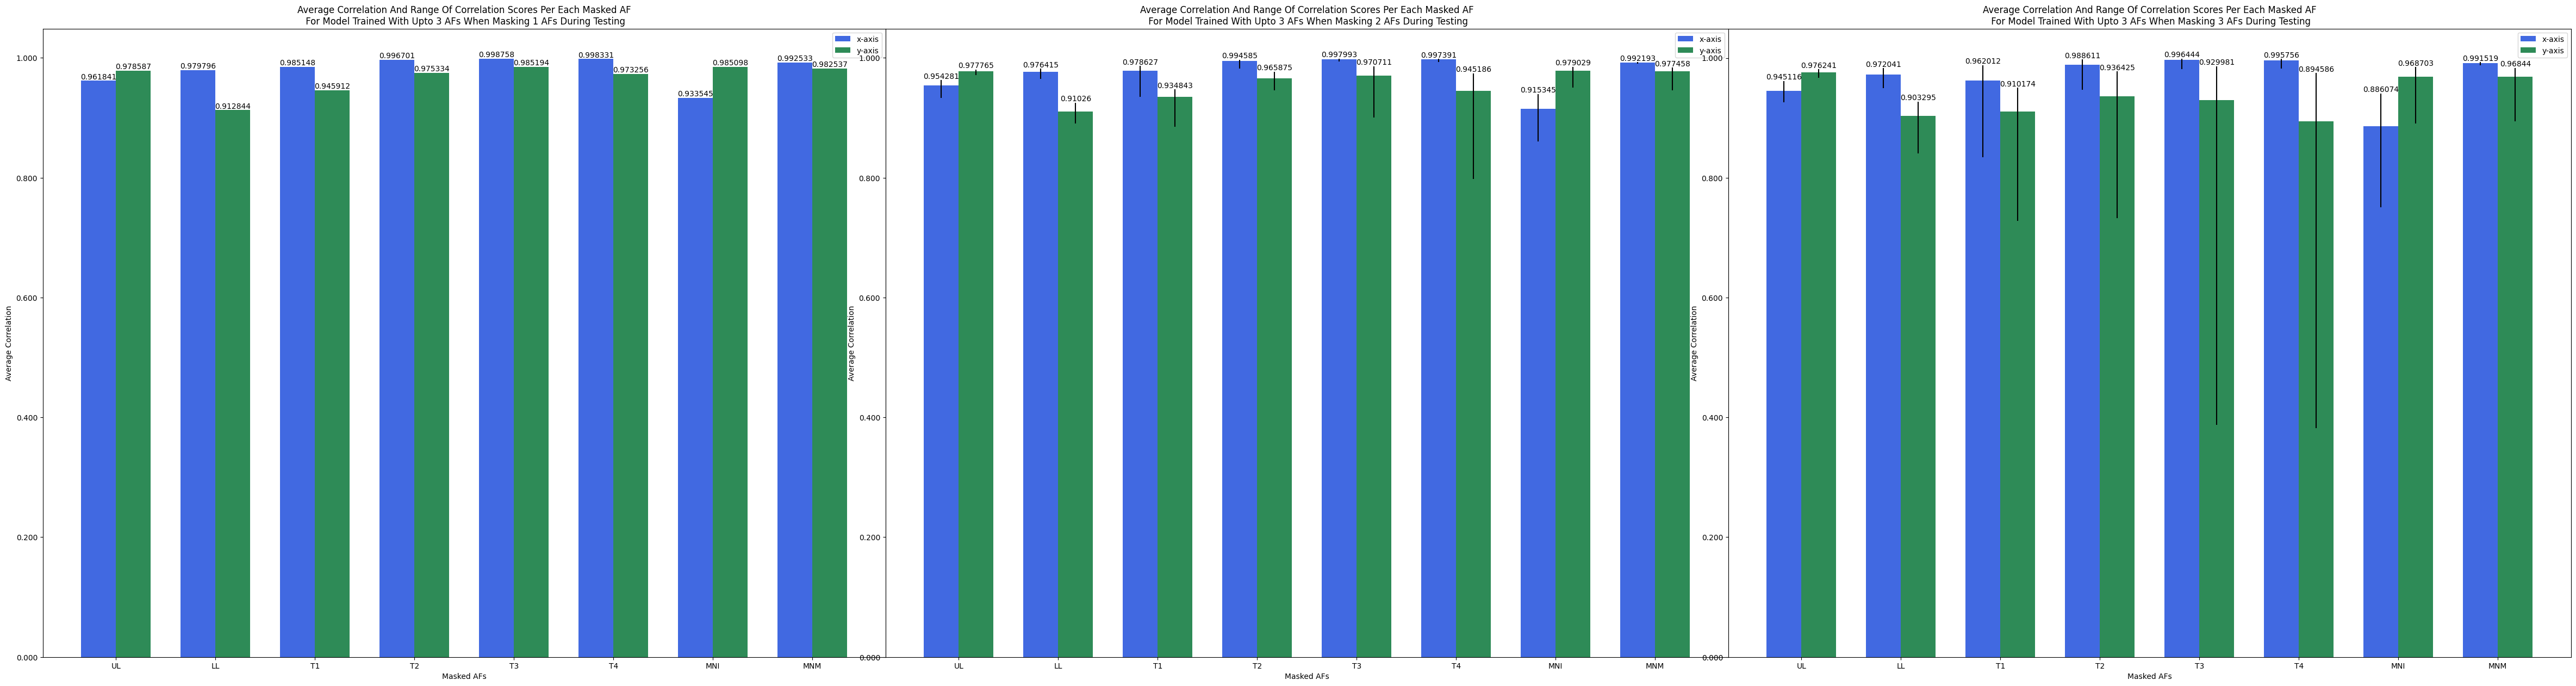 Average Correlation And Range Of Correlation Scores Per Each Masked AF
For Model Trained With Upto 3 AFs When Masking 1 AFs During Testing
x-axis
y-axis
1.000
0.800
0.600
0.400
0.200
0.000
Average Correlation
0.961841
0.978587
0.979796
0.912844
0.985148
0.945912
0.996701
0.975334
0.998758
0.985194
0.998331
0.973256
0.933545
0.985098
0.992533
0.982537
UL
LL
T1
T2
T3
T4
MNI
MNM
Masked AFs
Average Correlation And Range Of Correlation Scores Per Each Masked AF
For Model Trained With Upto 3 AFs When Masking 2 AFs During Testing
x-axis
y-axis
1.000
0.800
0.600
0.400
0.200
0.000
Average Correlation
0.954281
0.977765
0.976415
0.91026
0.978627
0.934843
0.994585
0.965875
0.997993
0.970711
0.997391
0.945186
0.915345
0.979029
0.992193
0.977458
UL
LL
T1
T2
T3
T4
MNI
MNM
Masked AFs
Average Correlation And Range Of Correlation Scores Per Each Masked AF
For Model Trained With Upto 3 AFs When Masking 3 AFs During Testing
x-axis
y-axis
1.000
0.800
0.600
0.400
0.200
0.000
Average Correlation
0.945116
0.976241
0.972041
0.903295
0.962012
0.910174
0.988611
0.936425
0.996444
0.929981
0.995756
0.894586
0.886074
0.968703
0.991519
0.96844
UL
LL
T1
T2
T3
T4
MNI
MNM
Masked AFs